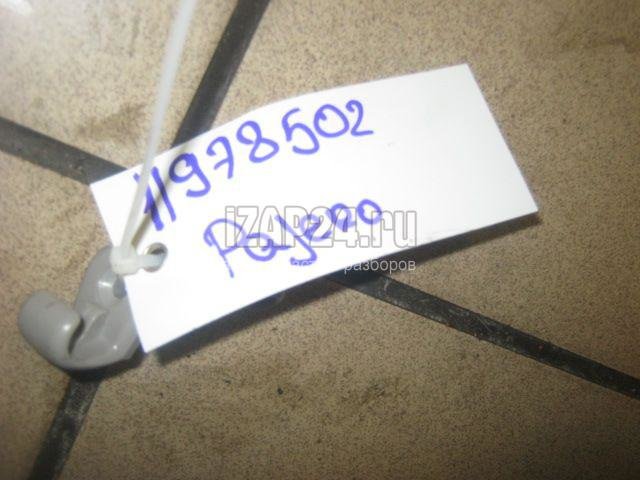 11978502
Pajero
iZAP24.ru
разборов